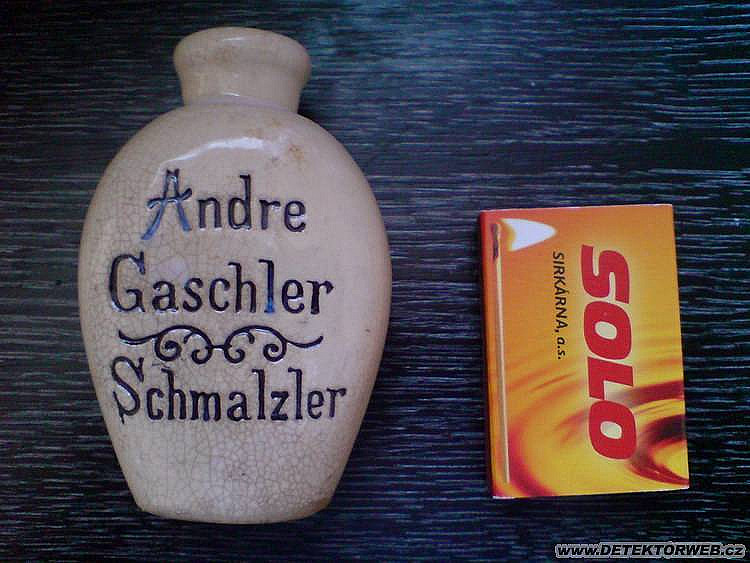 Andre
Gaschler
Schmalzler
SOLO
SIRKÁRNA, a.s.
www.DETEKTORWEB.cz